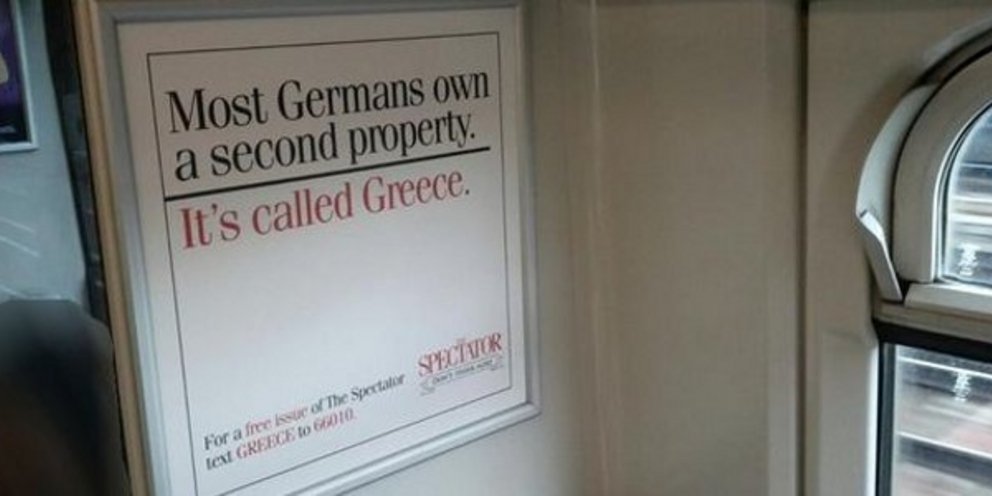 Most Germans own
a second property.
It's called Greece.
SPECTATOR
For a free issue of The Spectator
text GREECE to 66010.